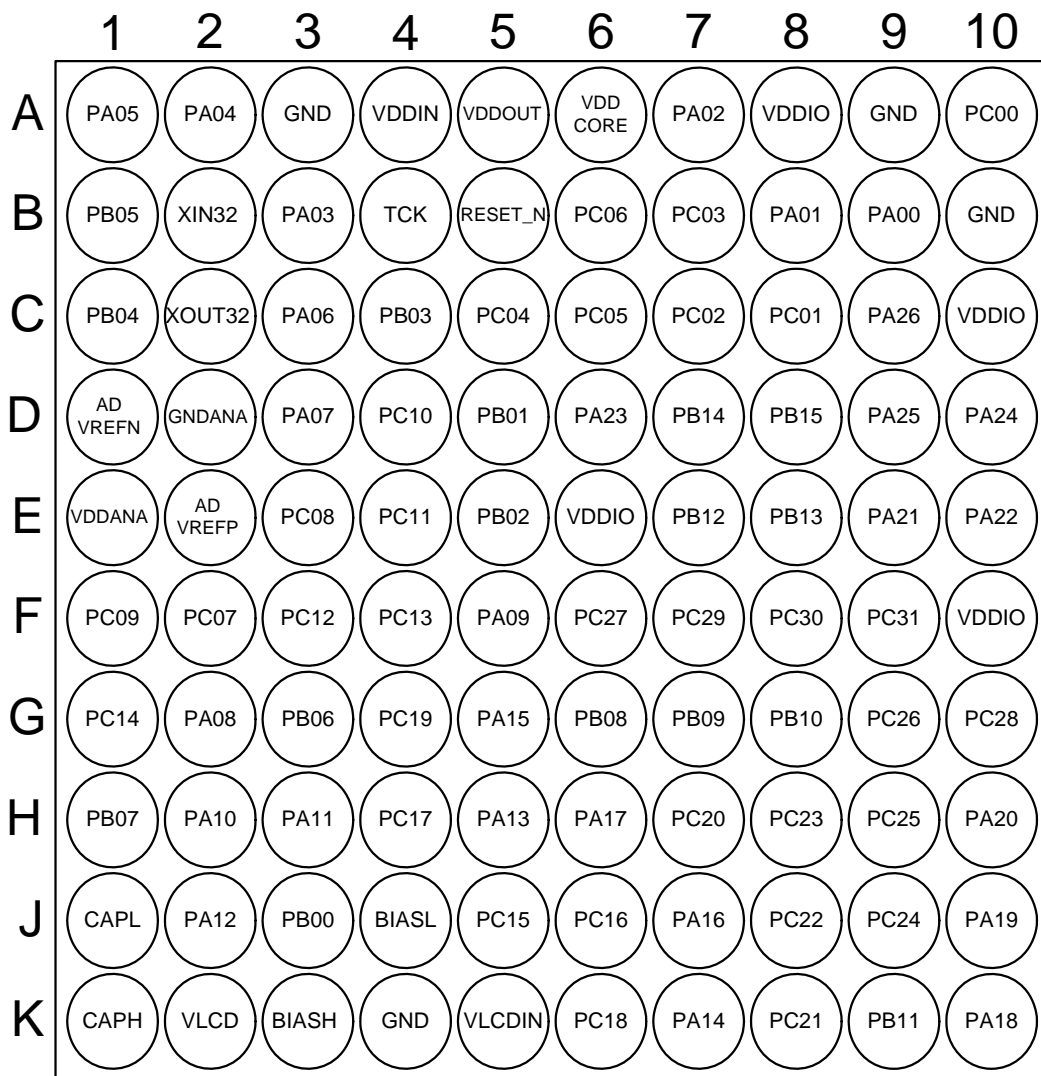 1 2 3 4 5 6 7 8 9 10
A PA05 PA04 GND VDDIN VDDOUT VDD CORE PA02 VDDIO GND PC00
B PB05 XIN32 PA03 TCK RESET_N PC06 PC03 PA01 PA00 GND
C PB04 XOUT32 PA06 PB03 PC04 PC05 PC02 PC01 PA26 VDDIO
D AD VREFN GNDANA PA07 PC10 PB01 PA23 PB14 PB15 PA25 PA24
E VDDANA AD VREFP PC08 PC11 PB02 VDDIO PB12 PB13 PA21 PA22
F PC09 PC07 PC12 PC13 PA09 PC27 PC29 PC30 PC31 VDDIO
G PC14 PA08 PB06 PC19 PA15 PB08 PB09 PB10 PC26 PC28
H PB07 PA10 PA11 PC17 PA13 PA17 PC20 PC23 PC25 PA20
J CAPL PA12 PB00 BIASL PC15 PC16 PA16 PC22 PC24 PA19
K CAPH VLCD BIASH GND VLCDIN PC18 PA14 PC21 PB11 PA18